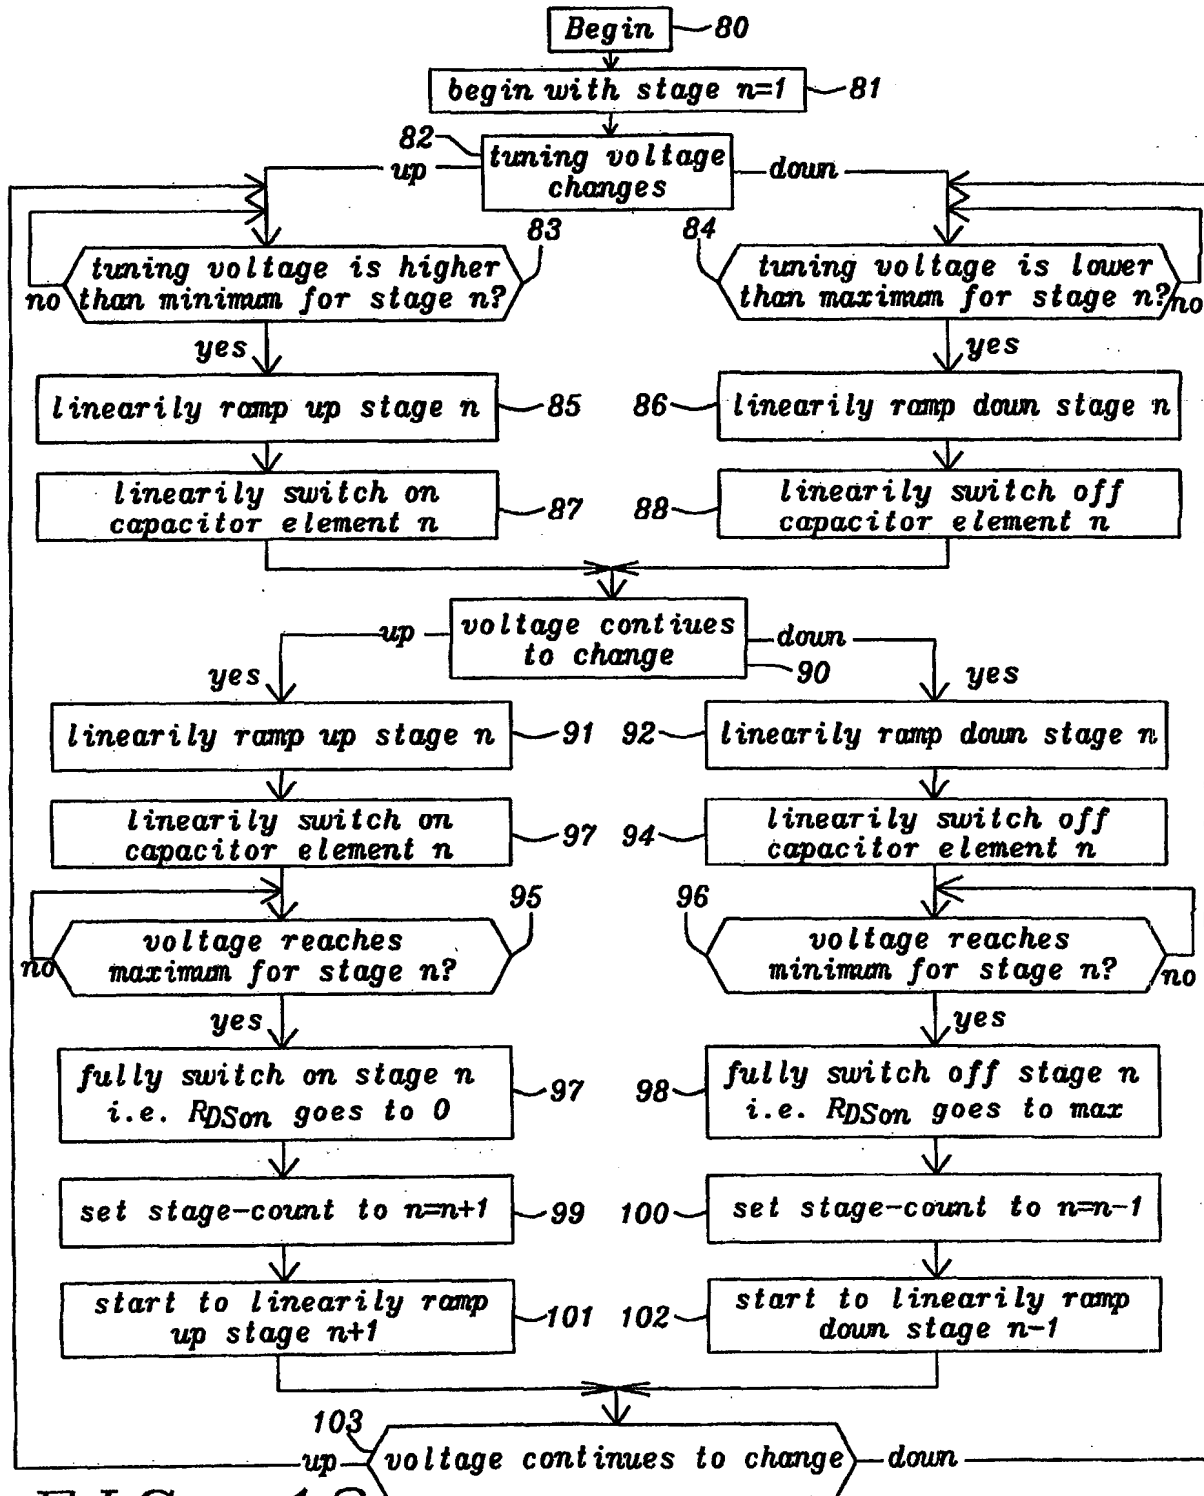 Begin 80
begin with stage n=1 81
82
tuning voltage
changes
up
down
83
84
tuning voltage is higher
than minimum for stage n?
no
tuning voltage is lower
than maximum for stage n?
no
yes
yes
linearily ramp up stage n 85
86 linearily ramp down stage n
linearily switch on
capacitor element n
87
88
linearily switch off
capacitor element n
up
voltage contiues
to change
down
90
yes
yes
linearily ramp up stage n 91
92 linearily ramp down stage n
linearily switch on
capacitor element n
97
94
linearily switch off
capacitor element n
95
96
voltage reaches
maximum for stage n?
no
voltage reaches
minimum for stage n?
no
yes
yes
fully switch on stage n
i.e. RDSon goes to 0
97
98
fully switch off stage n
i.e. RDSon goes to max
set stage-count to n=n+1 99
100 set stage-count to n=n-1
start to linearily ramp
up stage n+1
101
102
start to linearily ramp
down stage n-1
103
up
voltage continues to change
down